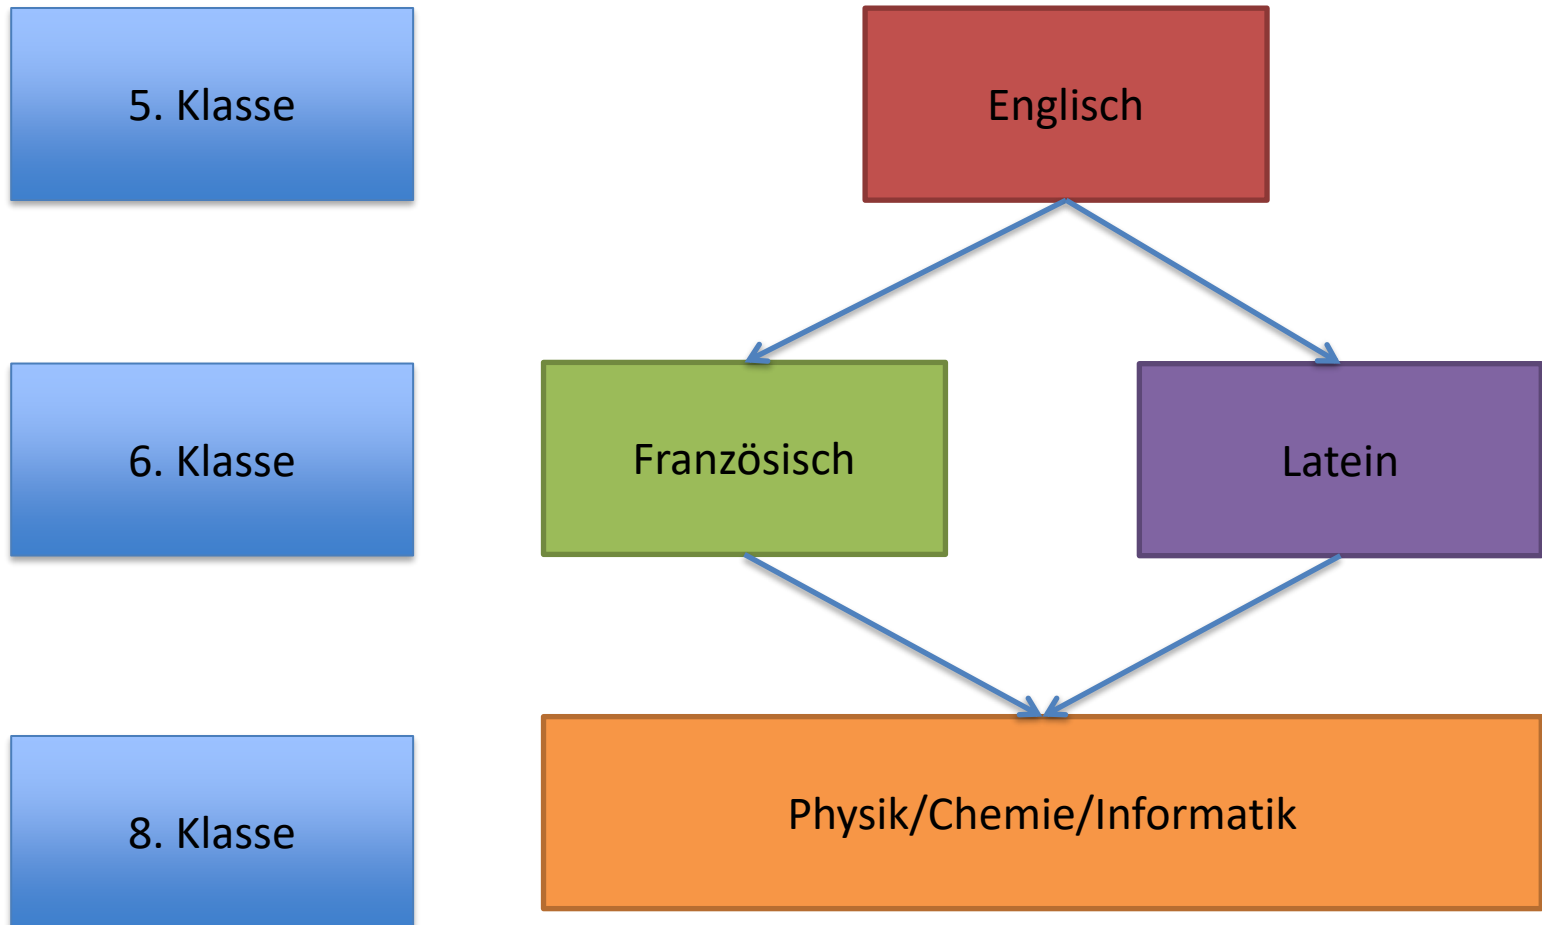 5. Klasse
Englisch
6. Klasse
Französisch
Latein
8. Klasse
Physik/Chemie/Informatik